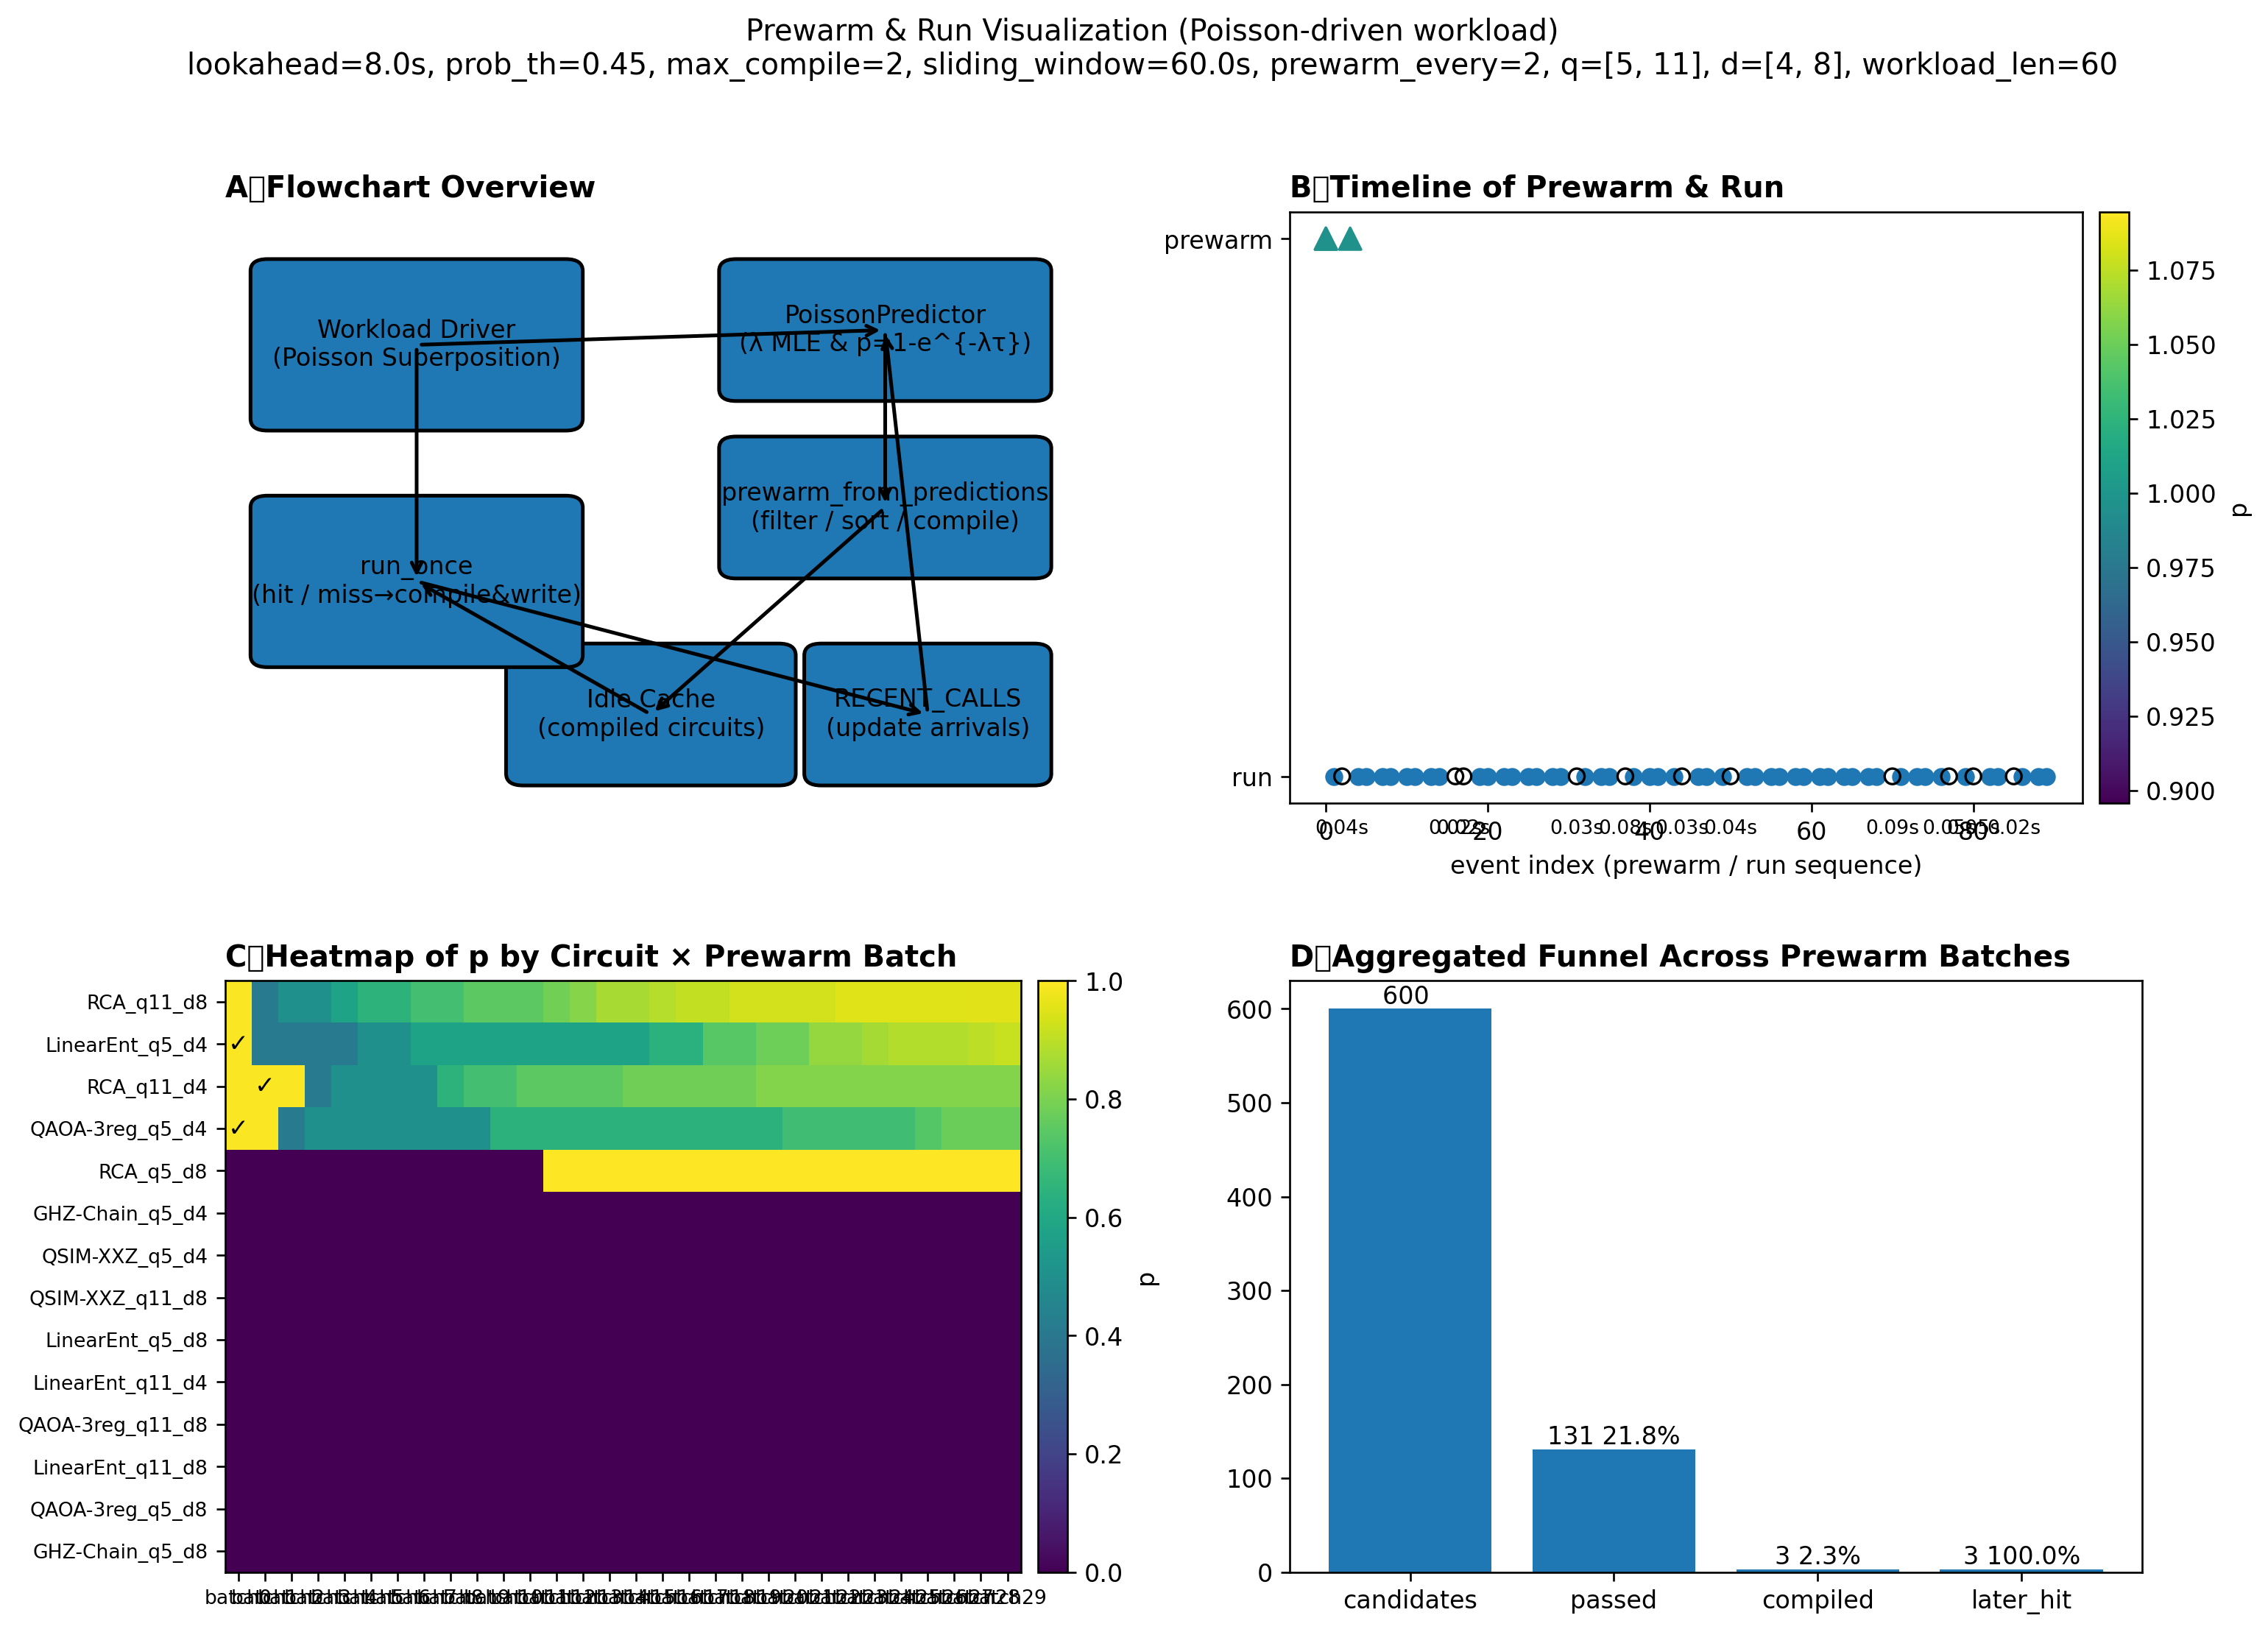 Prewarm & Run Visualization (Poisson-driven workload)
lookahead=8.0s, prob_th=0.45, max_compile=2, sliding_window=60.0s, prewarm_every=2, q=[5, 11], d=[4, 8], workload_len=60
A▯Flowchart Overview
Workload Driver
(Poisson Superposition)
PoissonPredictor
(λ MLE & p=1-e^{-λτ})
prewarm_from_predictions
(filter / sort / compile)
run_once
(hit / miss→compile&write)
Idle Cache
(compiled circuits)
RECENT_CALLS
(update arrivals)
B▯Timeline of Prewarm & Run
prewarm
run
0.04s
0.03s
0.08s
0.03s
0.04s
0.09s
0.02s
0
20
40
60
80
event index (prewarm / run sequence)
1.075
1.050
1.025
1.000
0.975
0.950
0.925
0.900
p
C▯Heatmap of p by Circuit × Prewarm Batch
RCA_q11_d8
LinearEnt_q5_d4
RCA_q11_d4
QAOA-3reg_q5_d4
RCA_q5_d8
GHZ-Chain_q5_d4
QSIM-XXZ_q5_d4
QSIM-XXZ_q11_d8
LinearEnt_q5_d8
LinearEnt_q11_d4
QAOA-3reg_q11_d8
LinearEnt_q11_d8
QAOA-3reg_q5_d8
GHZ-Chain_q5_d8
✓
✓
✓
1.0
0.8
0.6
0.4
0.2
0.0
p
D▯Aggregated Funnel Across Prewarm Batches
600
500
400
300
200
100
0
600
131 21.8%
3 2.3%
3 100.0%
candidates
passed
compiled
later_hit